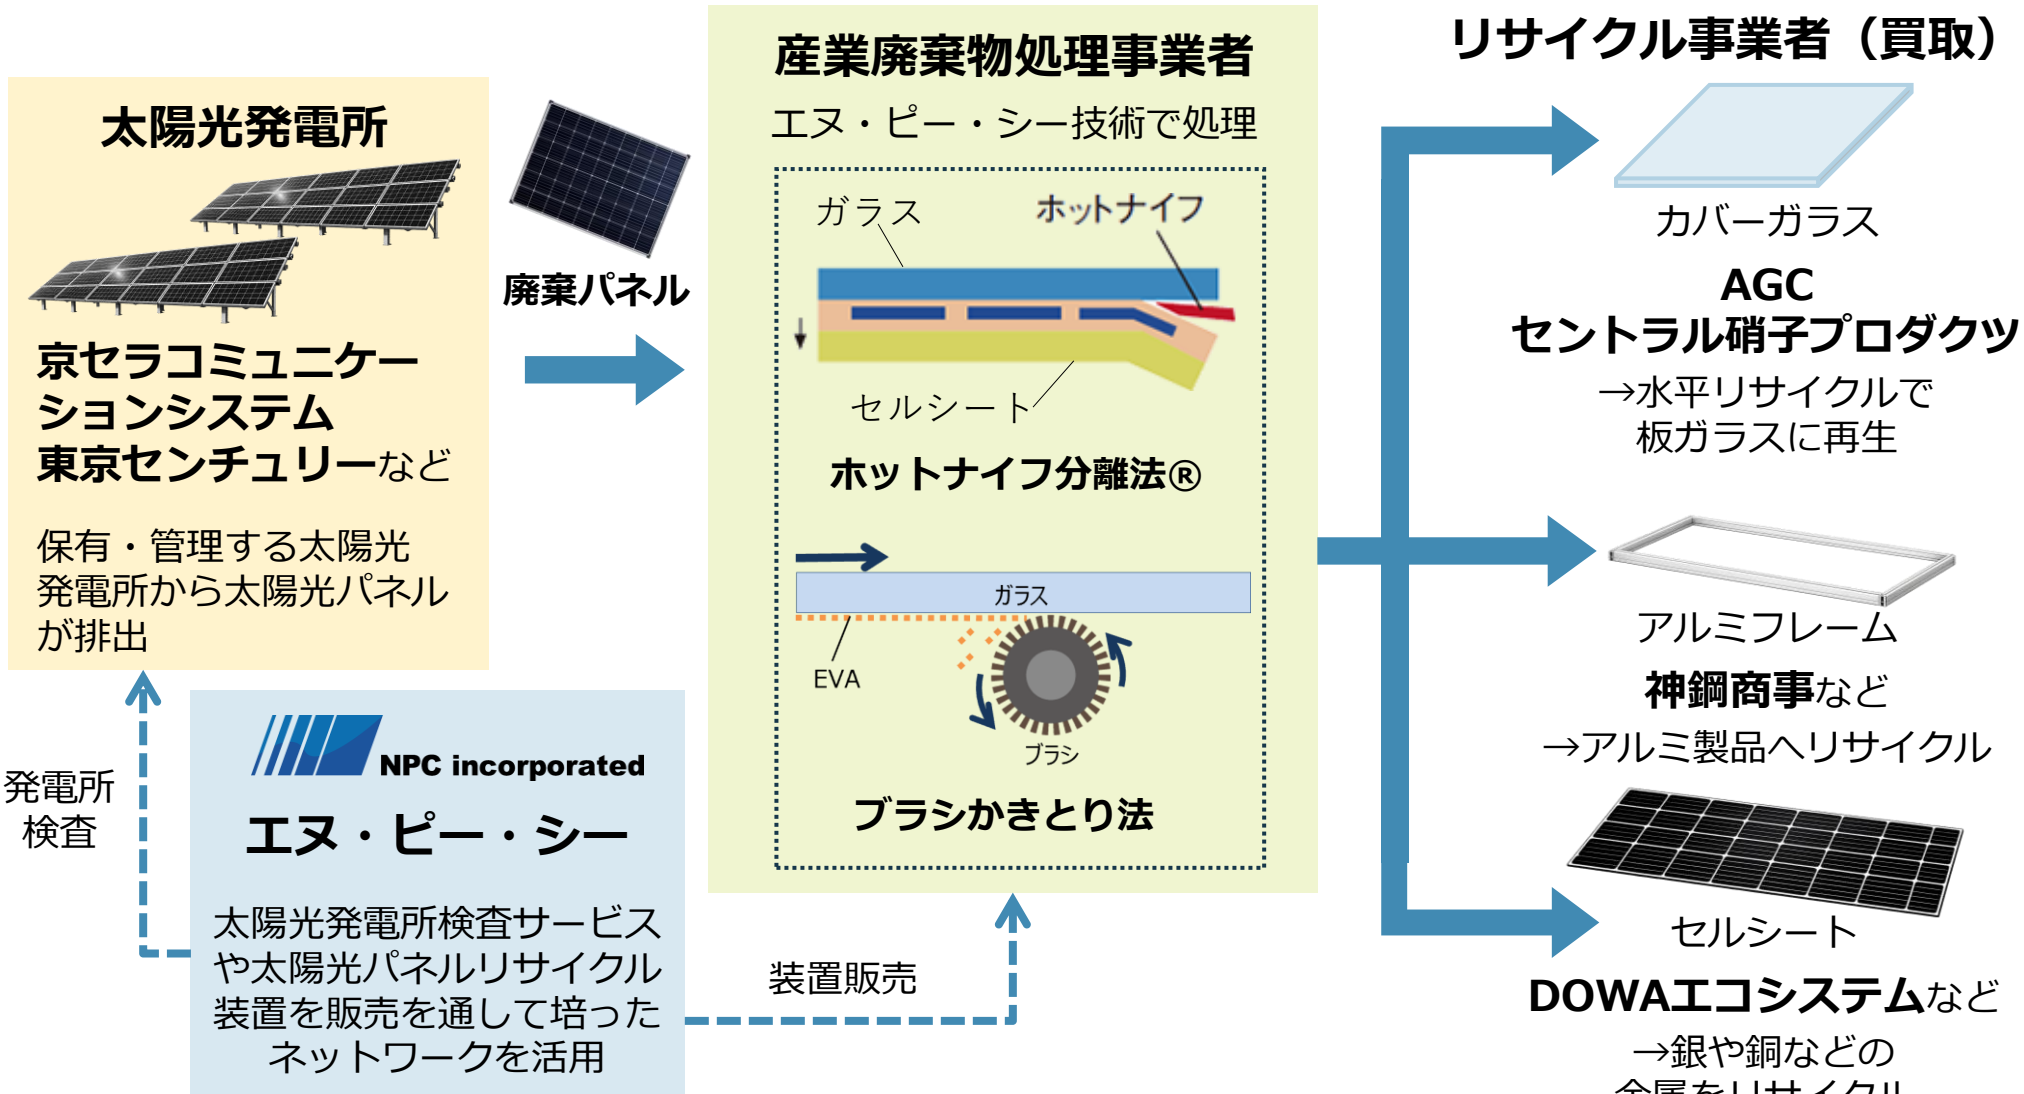 太陽光発電所
京セラコミュニケー
ションシステム
東京センチュリーなど
保有・管理する太陽光
発電所から太陽光パネル
が排出
廃棄パネル
発電所
検査
NPC incorporated
エヌ・ピー・シー
太陽光発電所検査サービス
や太陽光パネルリサイクル
装置を販売を通して培った
ネットワークを活用
装置販売
産業廃棄物処理事業者
エヌ・ピー・シー技術で処理
ガラス
ホットナイフ
セルシート
ホットナイフ分離法®
ガラス
EVA
ブラシ
ブラシかきとり法
リサイクル事業者（買取）
カバーガラス
AGC
セントラル硝子プロダクツ
→水平リサイクルで
板ガラスに再生
アルミフレーム
神鋼商事など
→アルミ製品へリサイクル
セルシート
DOWAエコシステムなど
→銀や銅などの
金属をリサイクル